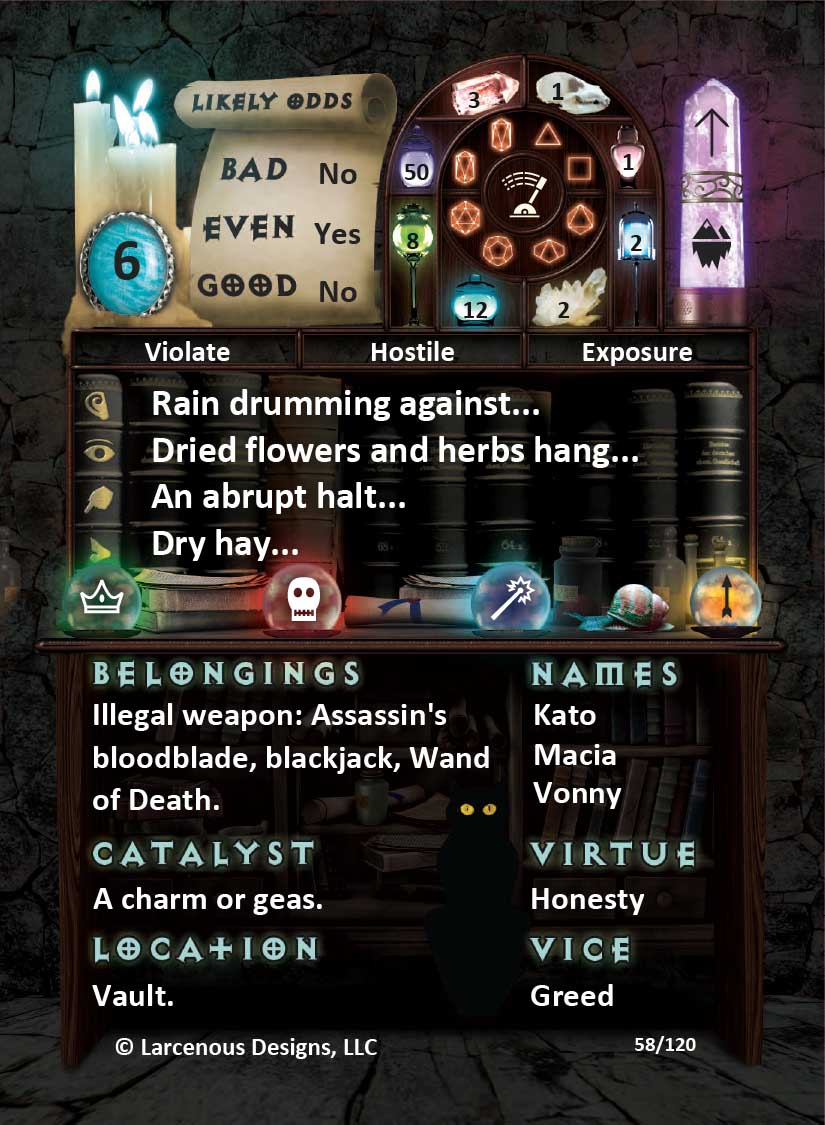 LIKELY ODDS
BAD No
EVEN Yes
GOOD No
6
3
1
50
1
8
2
12
2
Violate Hostile Exposure
Rain drumming against...
Dried flowers and herbs hang...
An abrupt halt...
Dry hay...
BELONGINGS
Illegal weapon: Assassin's
bloodblade, blackjack, Wand
of Death.
NAMES
Kato
Macia
Vonny
CATALYST
A charm or geas.
VIRTUE
Honesty
LOCATION
Vault.
VICE
Greed
© Larcenous Designs, LLC
58/120